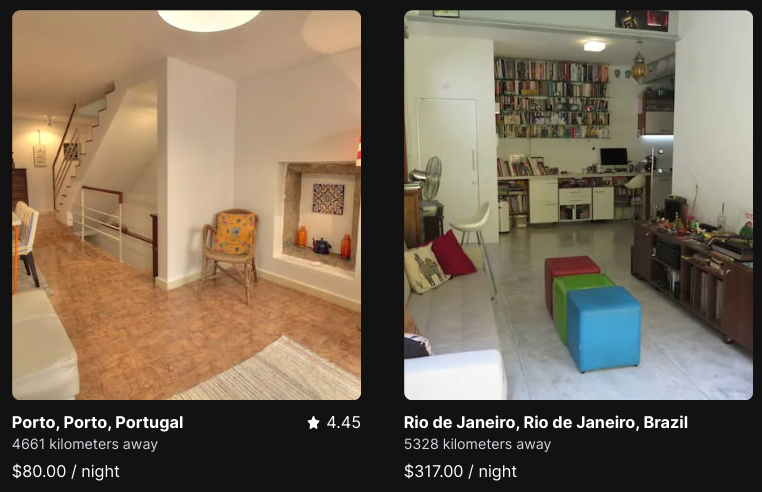 Porto, Porto, Portugal
4.45
4661 kilometers away
$80.00 / night
Rio de Janeiro, Rio de Janeiro, Brazil
5328 kilometers away
$317.00 / night